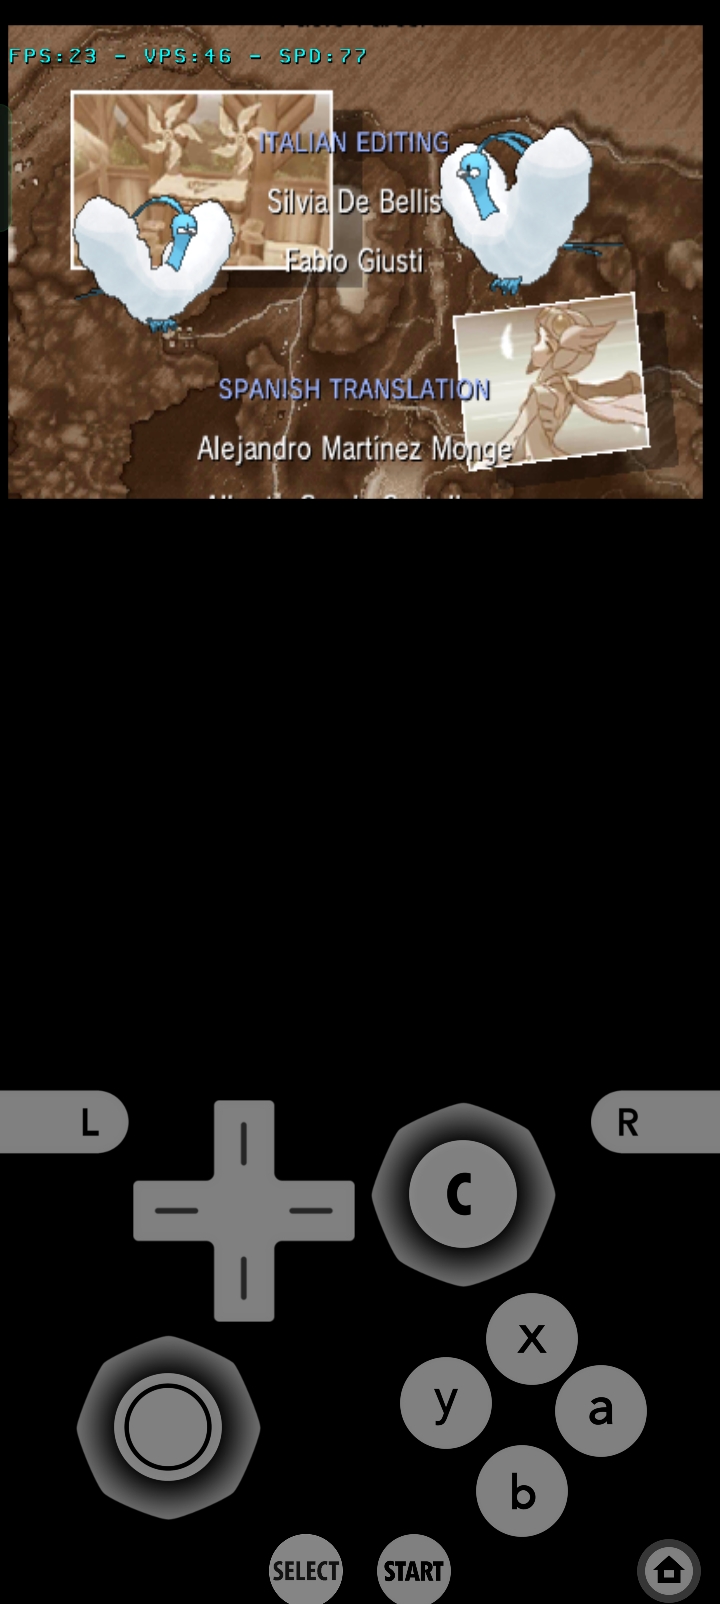 FPS:23 - VPS:46 - SPD:77
ITALIAN EDITING
Silvia De Bellis
Fabio Giusti
SPANISH TRANSLATION
Alejandro Martínez Monge
L
R
C
x
y
a
b
SELECT
START